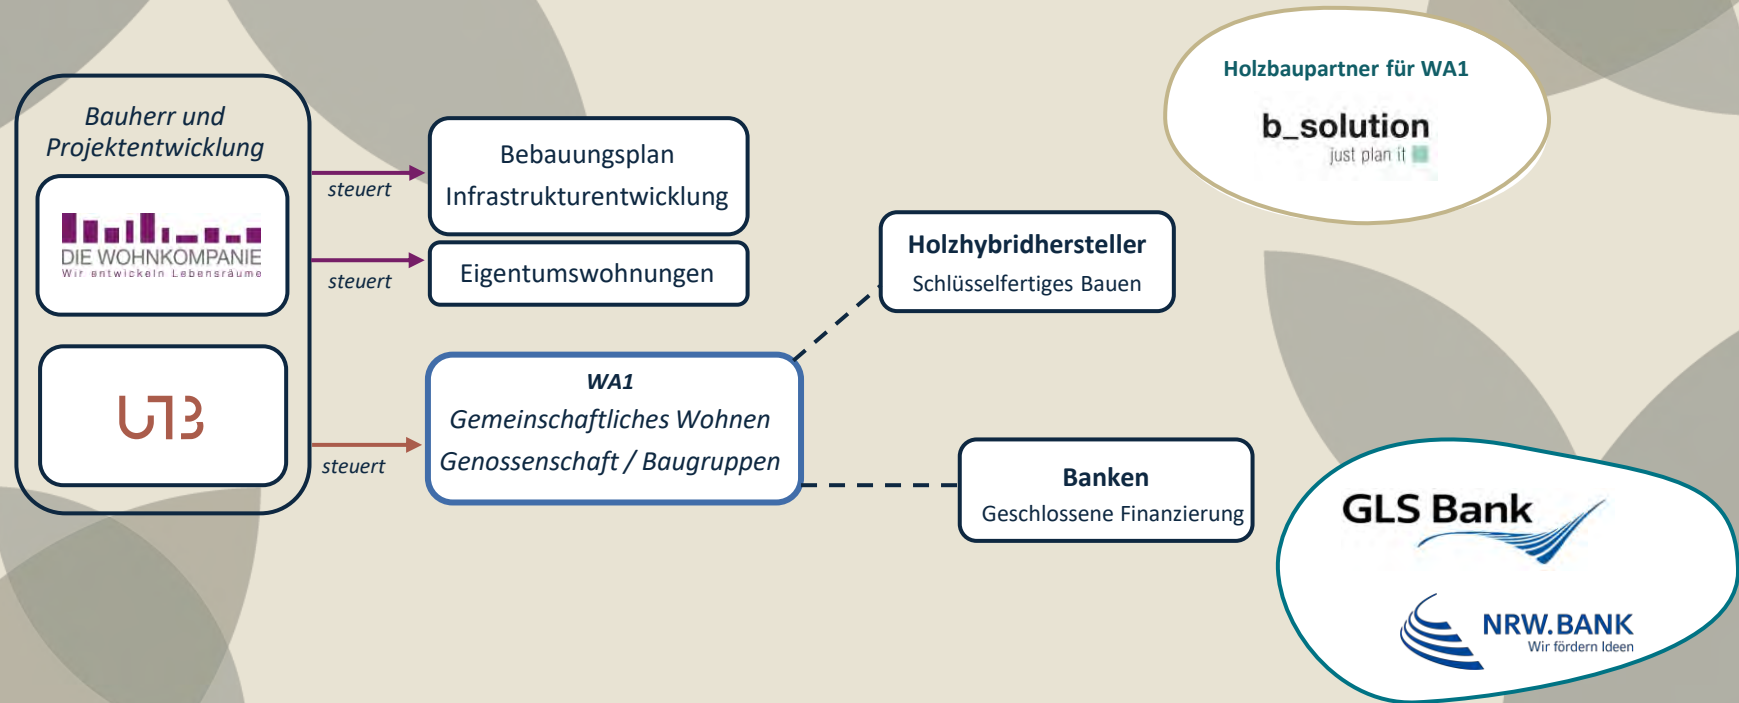 Bauherr und
Projektentwicklung
DIE WOHNKOMPANIE
Wir entwickeln Lebensräume
UTB
steuert
steuert
steuert
Bebauungsplan
Infrastrukturentwicklung
Eigentumswohnungen
WA1
Gemeinschaftliches Wohnen
Genossenschaft / Baugruppen
Holzhybridhersteller
Schlüsselfertiges Bauen
Banken
Geschlossene Finanzierung
Holzbaupartner für WA1
b_solution
just plan it
GLS Bank
NRW.BANK
Wir fördern Ideen